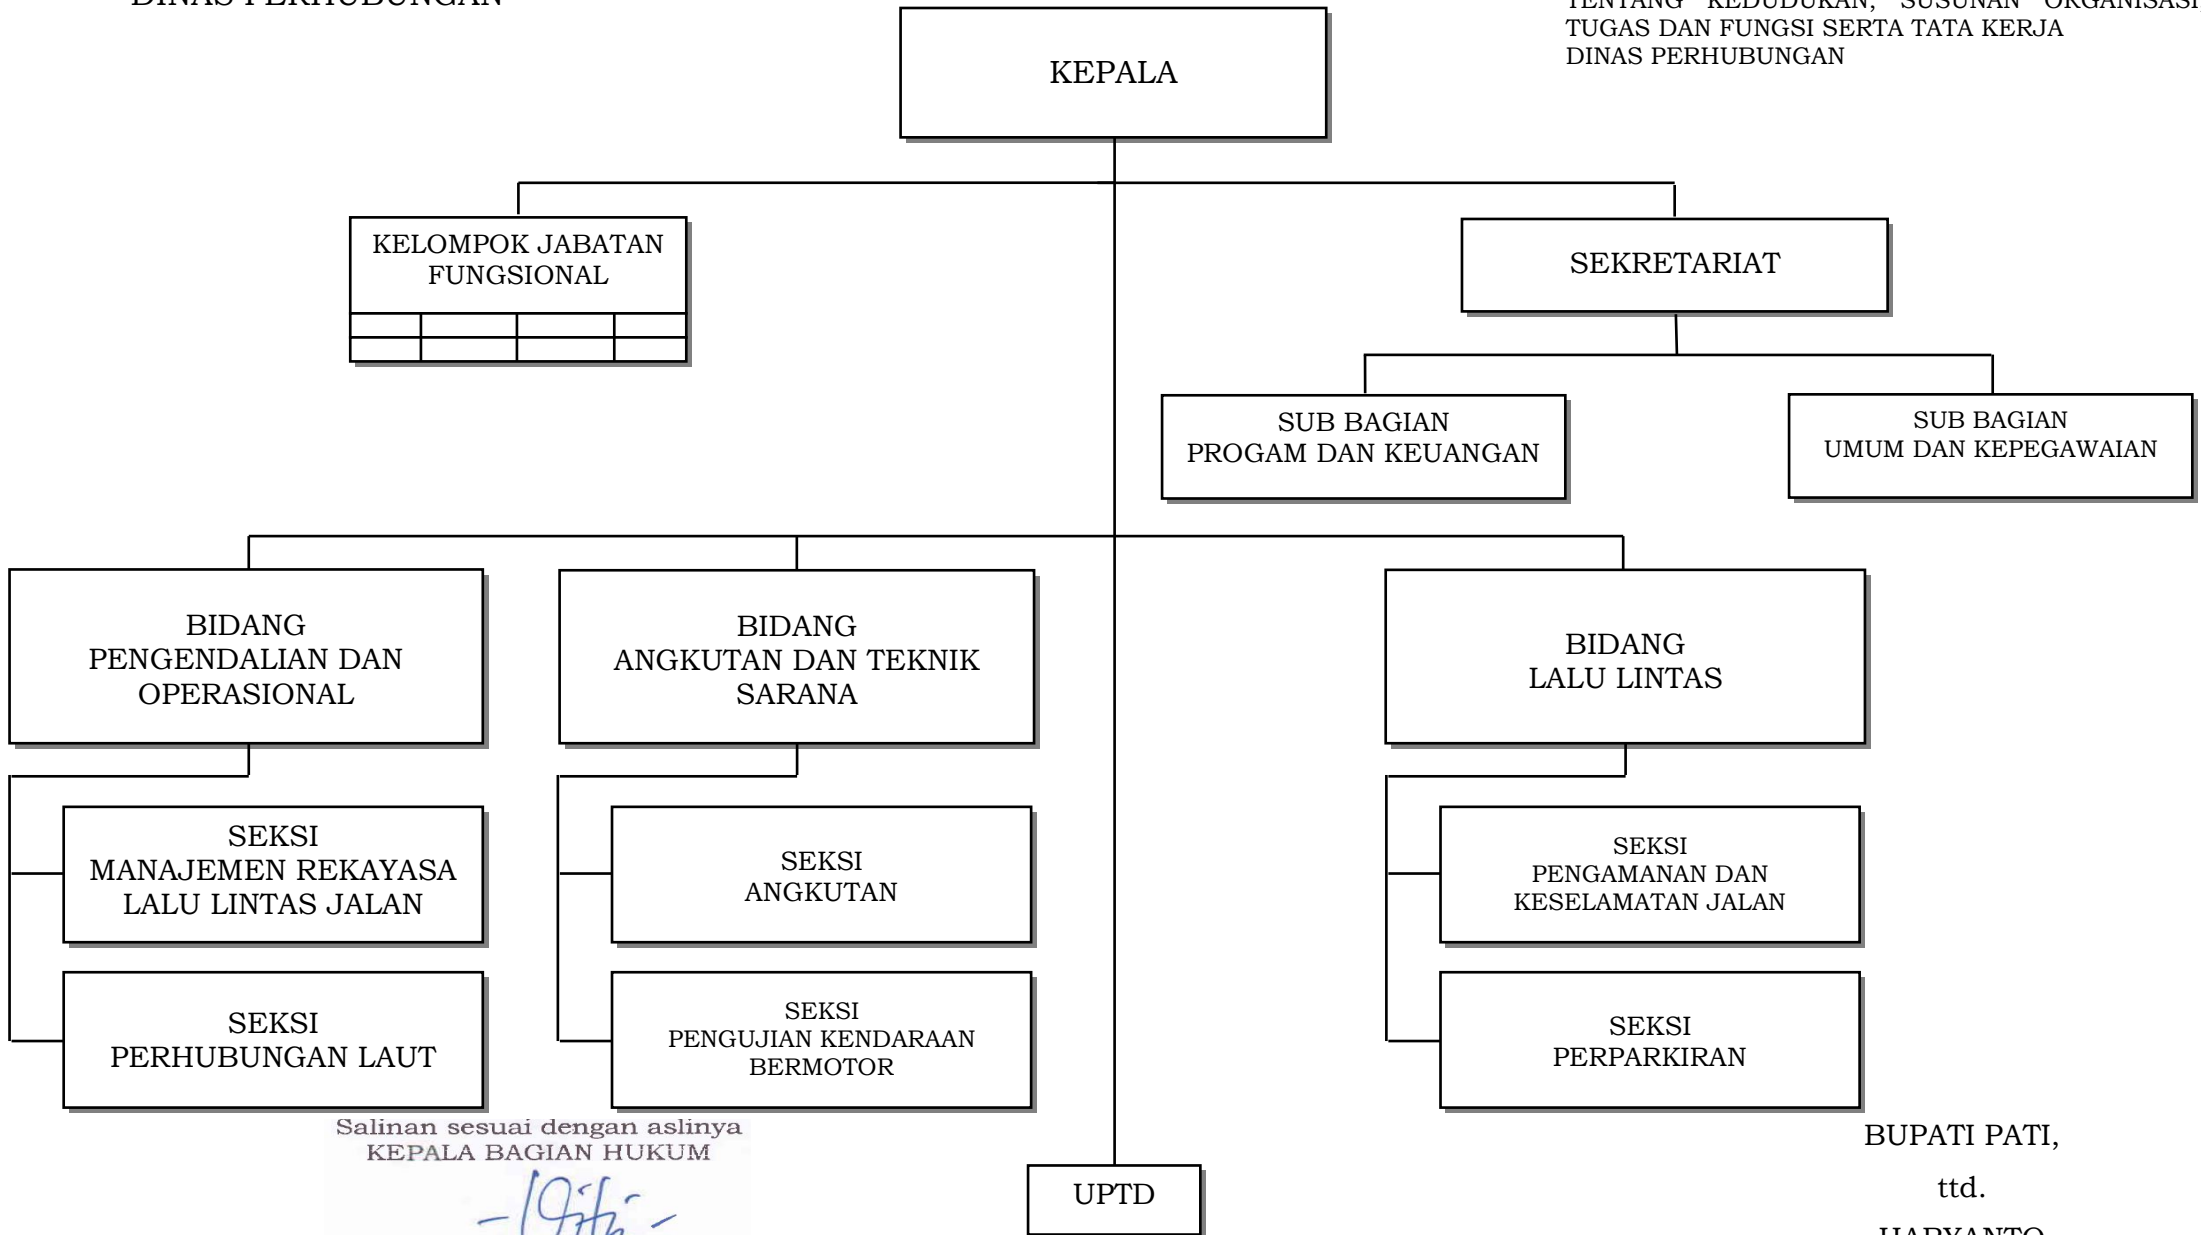 DINAS PERHUBUNGAN
TENTANG KEDUDUKAN, SUSUNAN ORGANISASI,
TUGAS DAN FUNGSI SERTA TATA KERJA
DINAS PERHUBUNGAN
KEPALA
KELOMPOK JABATAN
FUNGSIONAL
SEKRETARIAT
SUB BAGIAN
PROGAM DAN KEUANGAN
SUB BAGIAN
UMUM DAN KEPEGAWAIAN
BIDANG
PENGENDALIAN DAN
OPERASIONAL
BIDANG
ANGKUTAN DAN TEKNIK
SARANA
BIDANG
LALU LINTAS
SEKSI
MANAJEMEN REKAYASA
LALU LINTAS JALAN
SEKSI
ANGKUTAN
SEKSI
PENGAMANAN DAN
KESELAMATAN JALAN
SEKSI
PERHUBUNGAN LAUT
SEKSI
PENGUJIAN KENDARAAN
BERMOTOR
SEKSI
PERPARKIRAN
Salinan sesuai dengan aslinya
KEPALA BAGIAN HUKUM
UPTD
BUPATI PATI,
ttd.
HARYANTO